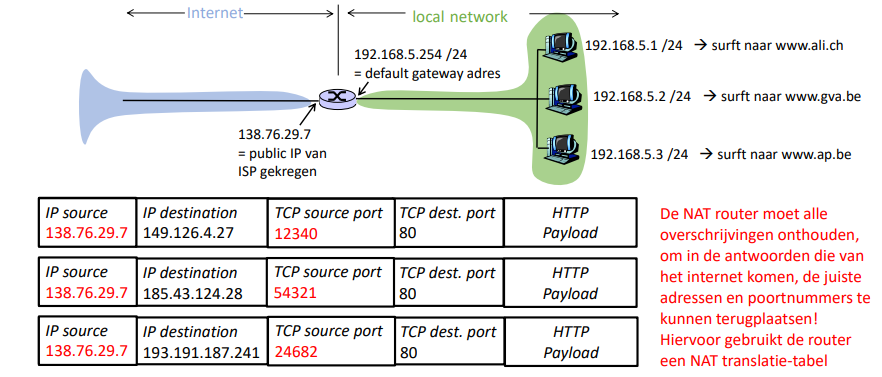 Internet
local network
192.168.5.254 /24
= default gateway adres
192.168.5.1 /24 → surft naar www.ali.ch
192.168.5.2 /24 → surft naar www.gva.be
192.168.5.3 /24 → surft naar www.ap.be
138.76.29.7
= public IP van
ISP gekregen
IP source IP destination TCP source port TCP dest. port HTTP
138.76.29.7 149.126.4.27 12340 80 Payload
IP source IP destination TCP source port TCP dest. port HTTP
138.76.29.7 185.43.124.28 54321 80 Payload
IP source IP destination TCP source port TCP dest. port HTTP
138.76.29.7 193.191.187.241 24682 80 Payload
De NAT router moet alle
overschrijvingen onthouden,
om in de antwoorden die van
het internet komen, de juiste
adressen en poortnummers te
kunnen terugplaatsen!
Hiervoor gebruikt de router
een NAT translatie-tabel